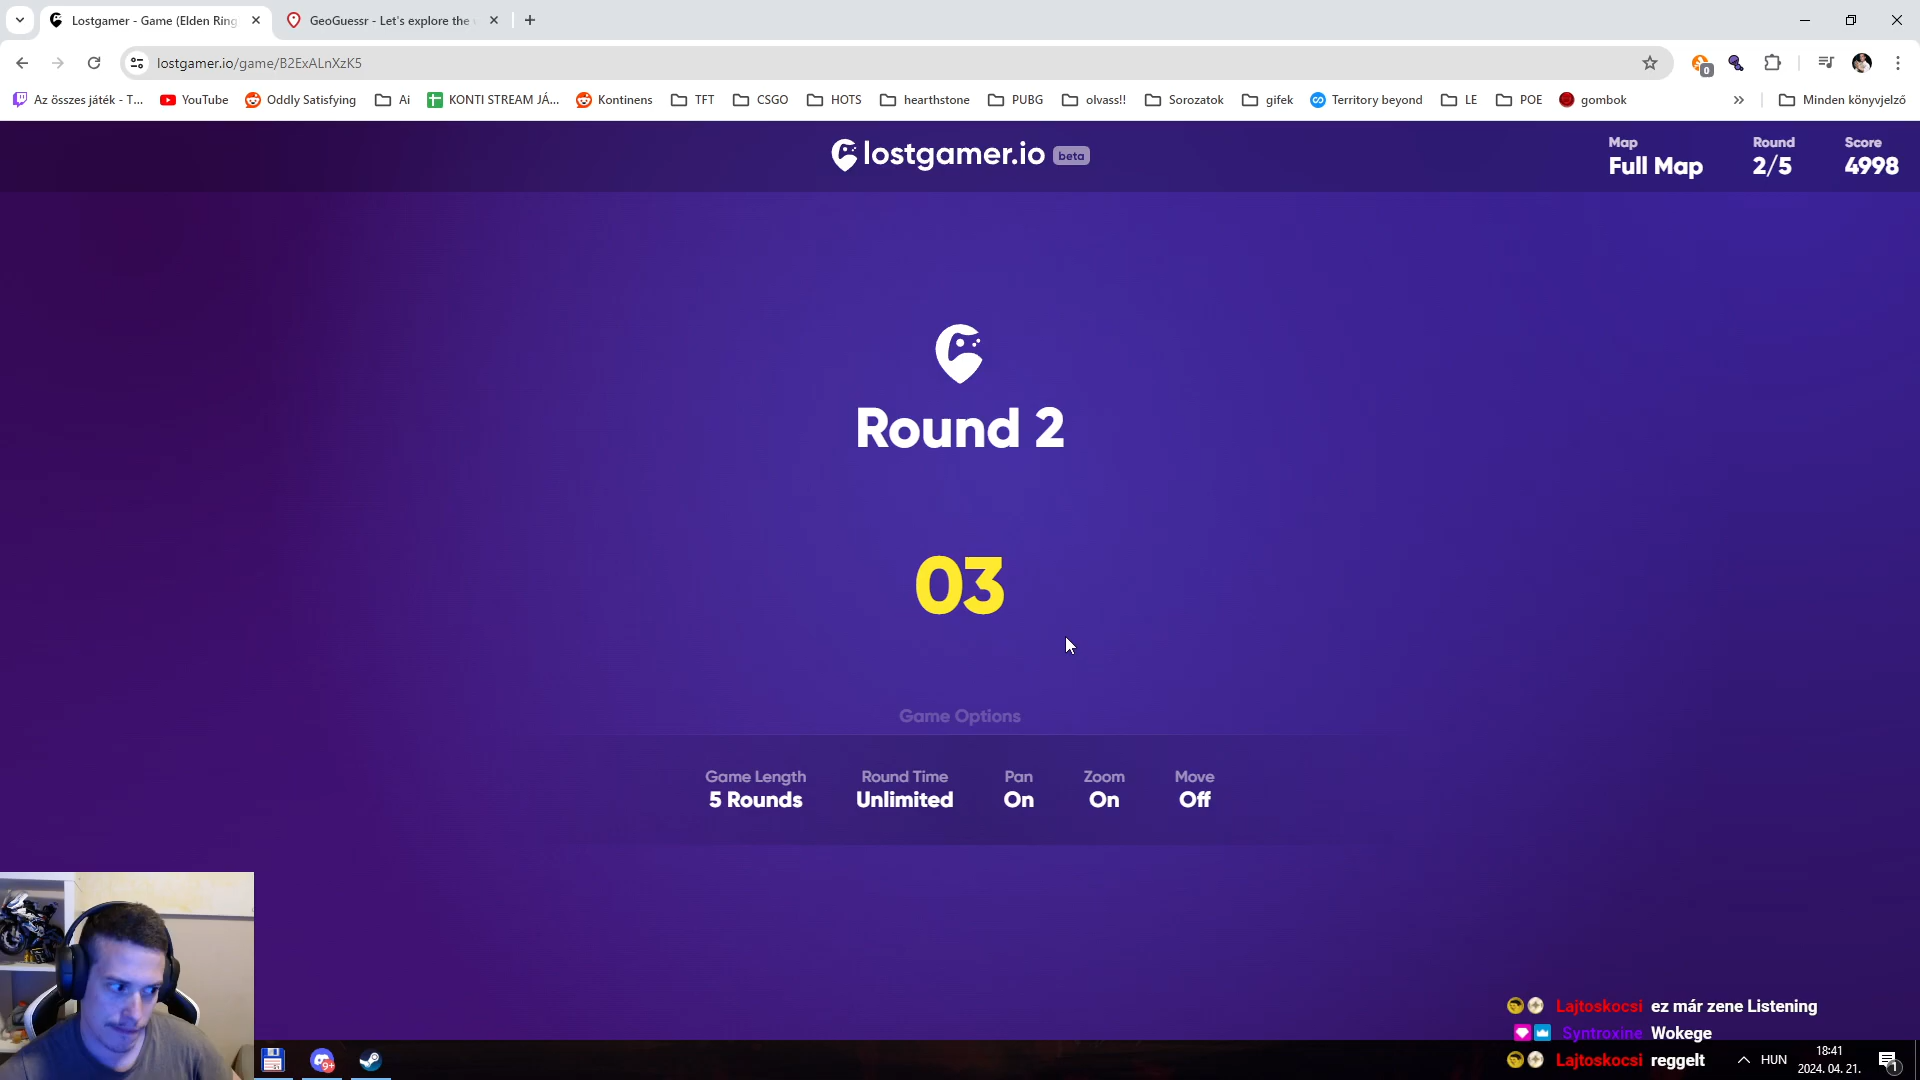 Lostgamer - Game (Elden Ring
GeoGuessr - Let's explore the
lostgamer.io/game/B2ExALnXzK5
0
Az összes játék - T...
YouTube
Oddly Satisfying
Ai
KONTI STREAM JÁ...
Kontinens
TFT
CSGO
HOTS
hearthstone
PUBG
olvass!!
Sorozatok
gifek
Territory beyond
LE
POE
gombok
»
Minden könyvjelző
lostgamer.io beta
Map
Full Map
Round
2/5
Score
4998
Round 2
03
Game Options
Game Length
5 Rounds
Round Time
Unlimited
Pan
On
Zoom
On
Move
Off
Lajtoskocsi ez már zene Listening
Syntroxine Wokege
Lajtoskocsi reggelt
9+
HUN
18:41
2024. 04. 21.
1